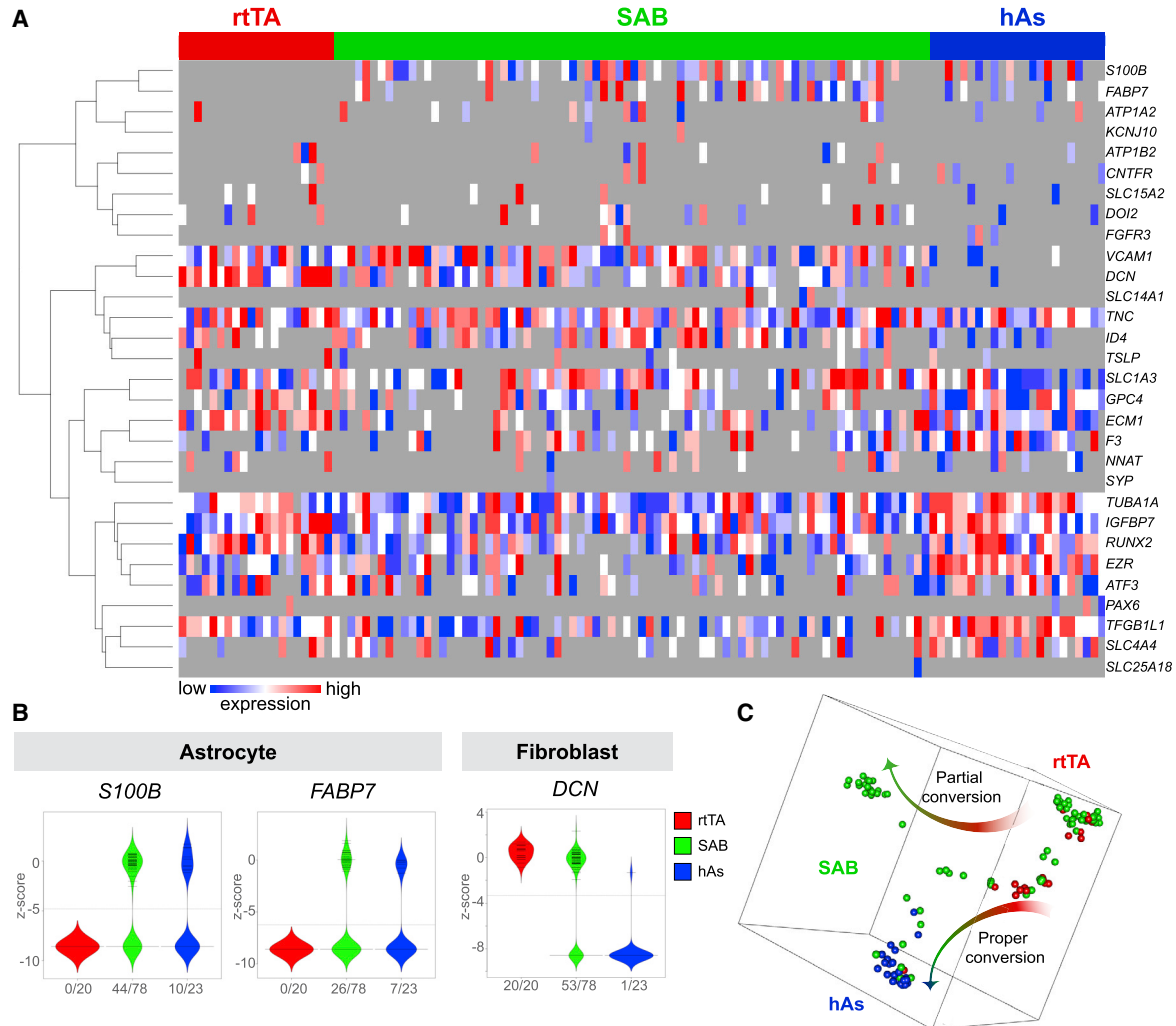 A
rtTA
SAB
hAs
S100B
FABP7
ATP1A2
KCNJ10
ATP1B2
CNTFR
SLC15A2
DOI2
FGFR3
VCAM1
DCN
SLC14A1
TNC
ID4
TSLP
SLC1A3
GPC4
ECM1
F3
NNAT
SYP
TUBA1A
IGFBP7
RUNX2
EZR
ATF3
PAX6
TFGB1L1
SLC4A4
SLC25A18
low high
expression
B
Astrocyte
Fibroblast
S100B
FABP7
DCN
z-score
0
-5
-10
0/20 44/78 10/23
z-score
0
-5
-10
0/20 26/78 7/23
z-score
4
0
-4
-8
20/20 53/78 1/23
rtTA
SAB
hAs
C
rtTA
Partial
conversion
SAB
Proper
conversion
hAs